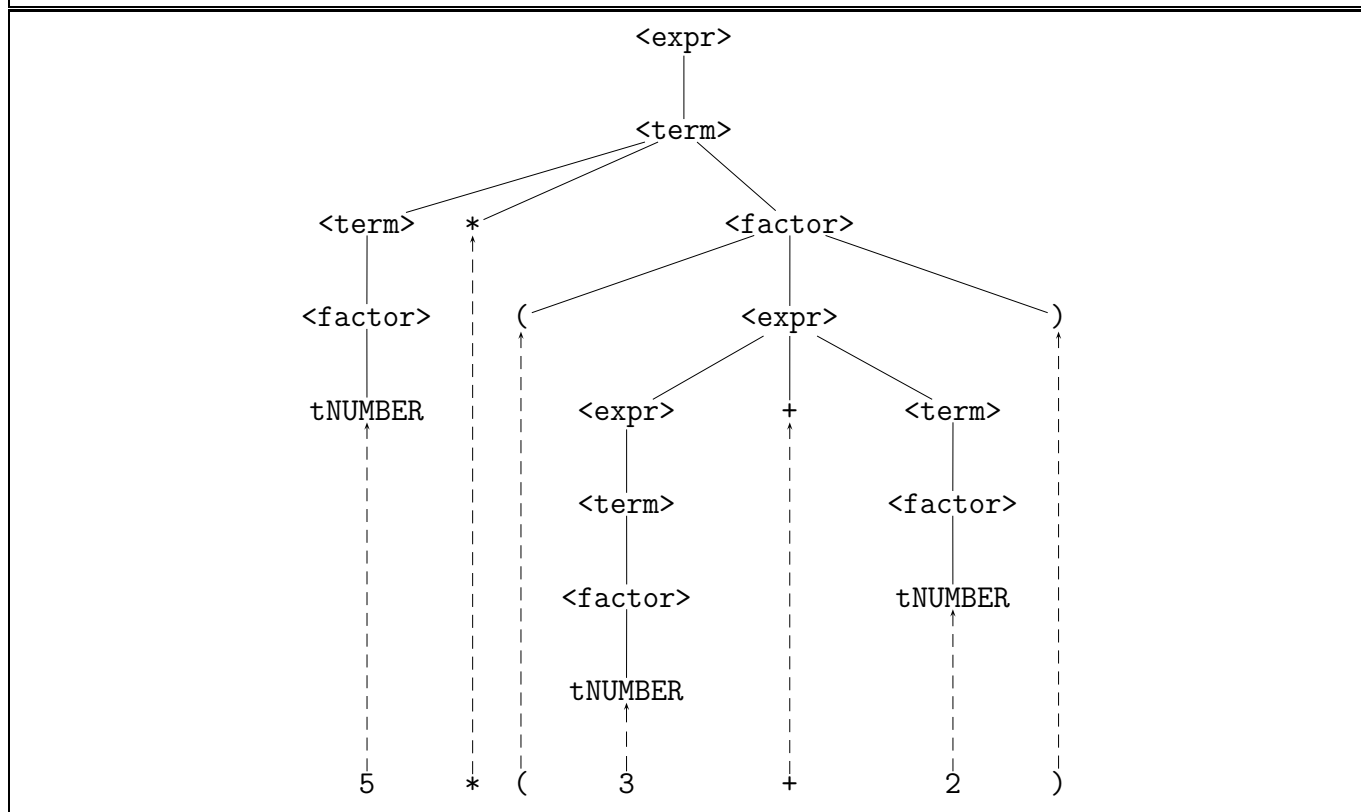 <expr>
<term>
<term> * <factor>
<factor> ( <expr> )
tNUMBER <expr> + <term>
<term> <factor>
<factor> tNUMBER
tNUMBER
5 * ( 3 + 2 )